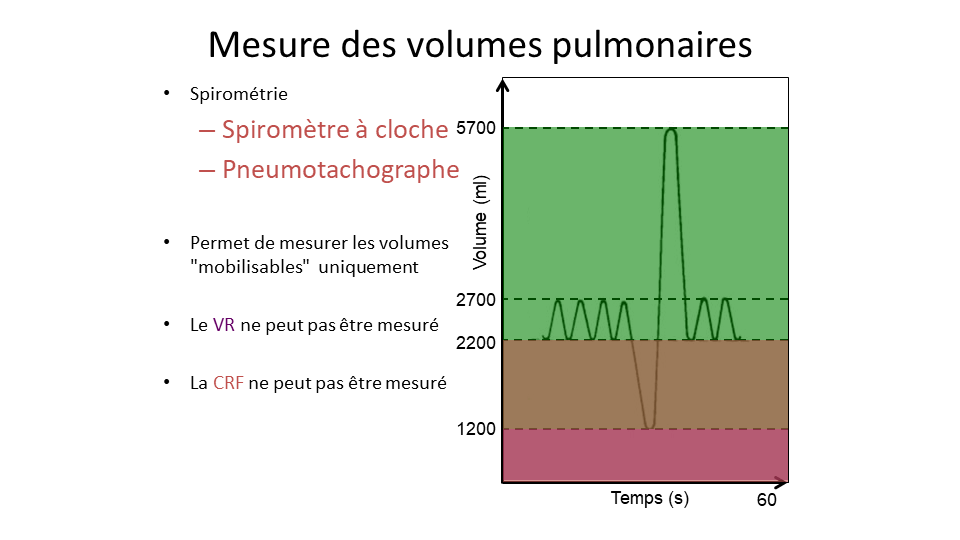 Mesure des volumes pulmonaires
• Spirométrie
– Spiromètre à cloche
– Pneumotachographe
• Permet de mesurer les volumes
"mobilisables" uniquement
• Le VR ne peut pas être mesuré
• La CRF ne peut pas être mesuré
Volume (ml)
5700
2700
2200
1200
Temps (s)
60